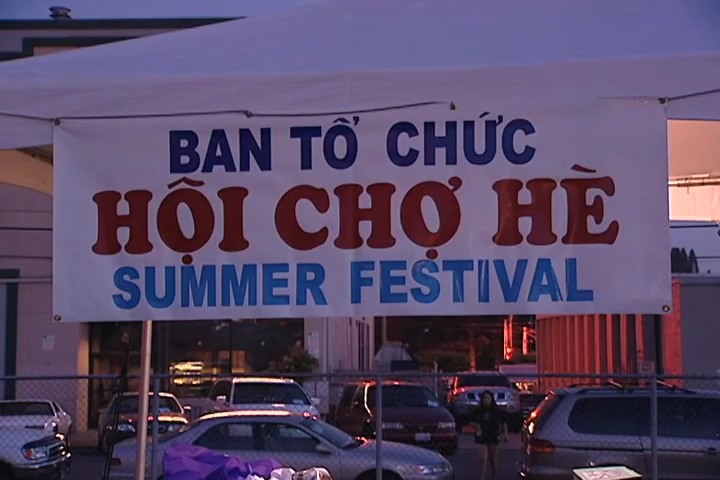 BAN TỔ CHỨC
HỘI CHỢ HÈ
SUMMER FESTIVAL